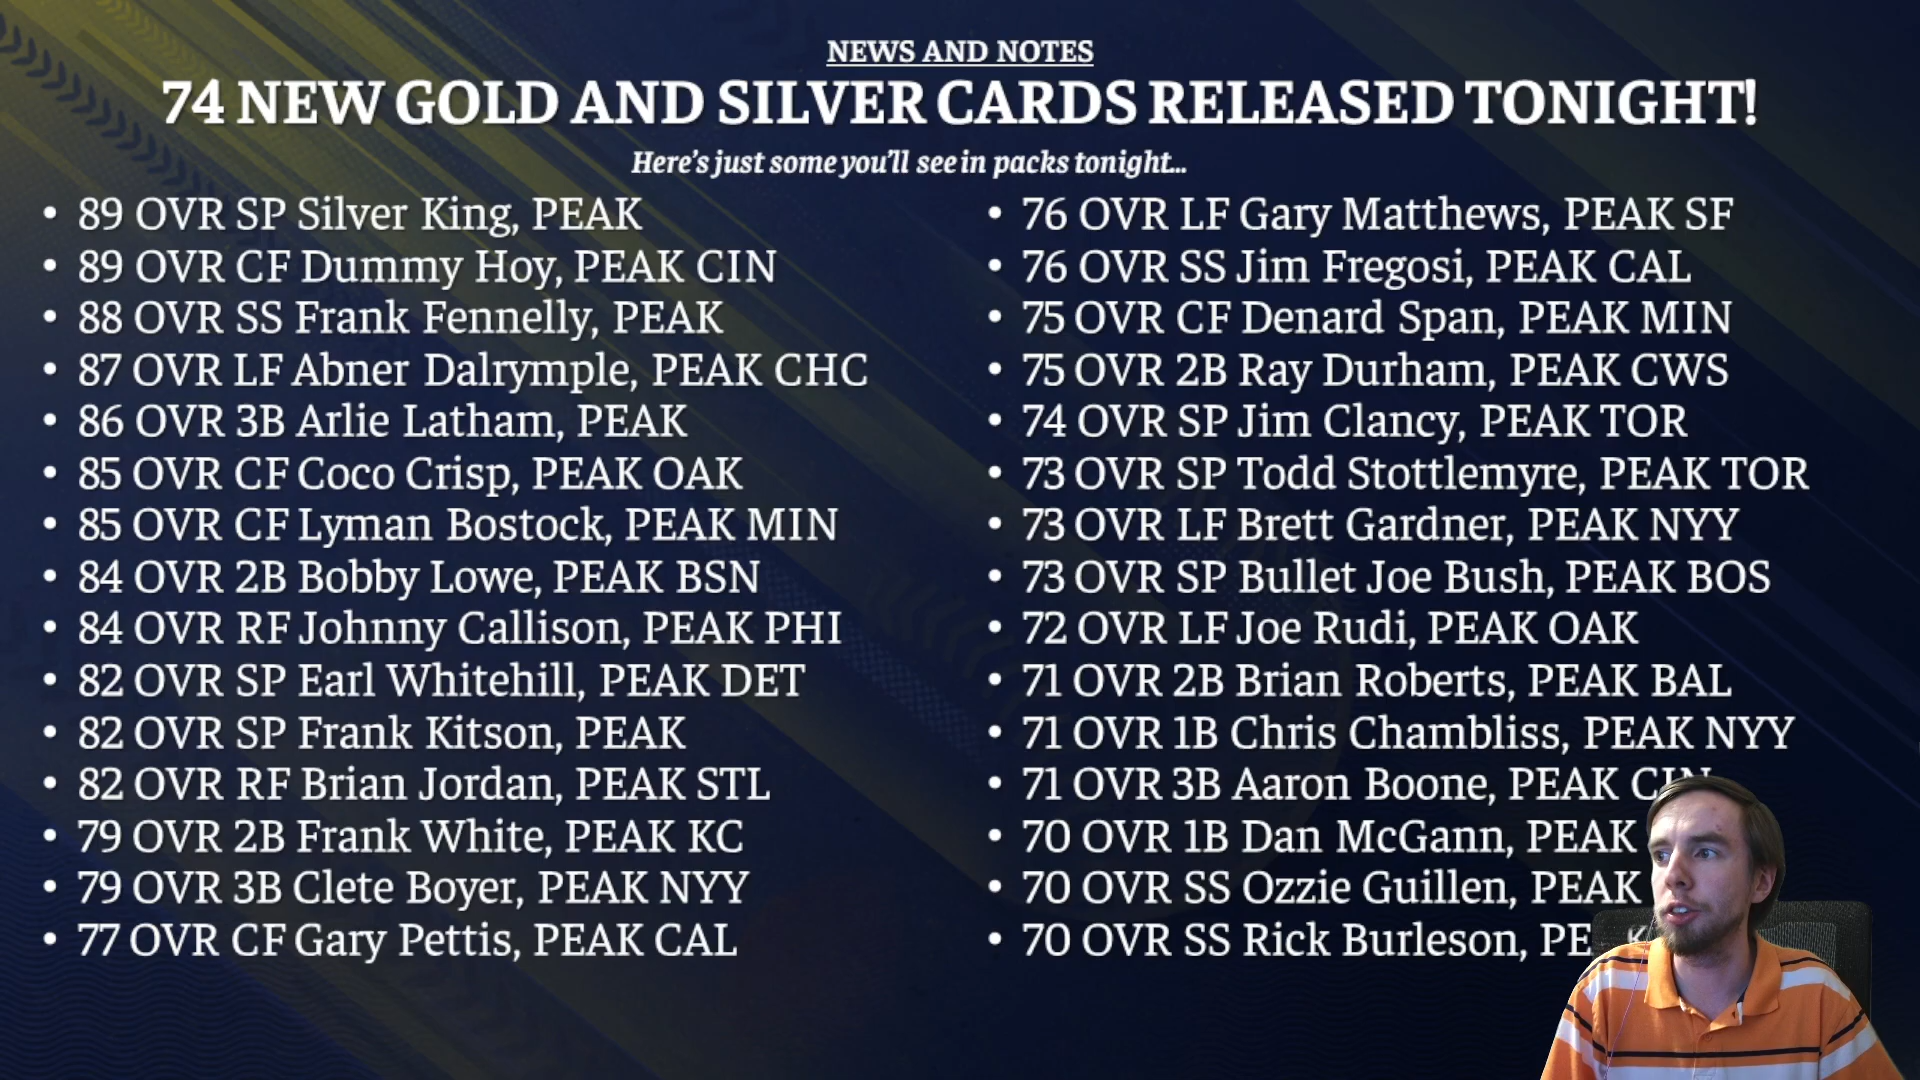 NEWS AND NOTES
74 NEW GOLD AND SILVER CARDS RELEASED TONIGHT!
Here's just some you'll see in packs tonight...
• 89 OVR SP Silver King, PEAK
• 89 OVR CF Dummy Hoy, PEAK CIN
• 88 OVR SS Frank Fennelly, PEAK
• 87 OVR LF Abner Dalrymple, PEAK CHC
• 86 OVR 3B Arlie Latham, PEAK
• 85 OVR CF Coco Crisp, PEAK OAK
• 85 OVR CF Lyman Bostock, PEAK MIN
• 84 OVR 2B Bobby Lowe, PEAK BSN
• 84 OVR RF Johnny Callison, PEAK PHI
• 82 OVR SP Earl Whitehill, PEAK DET
• 82 OVR SP Frank Kitson, PEAK
• 82 OVR RF Brian Jordan, PEAK STL
• 79 OVR 2B Frank White, PEAK KC
• 79 OVR 3B Clete Boyer, PEAK NYY
• 77 OVR CF Gary Pettis, PEAK CAL
• 76 OVR LF Gary Matthews, PEAK SF
• 76 OVR SS Jim Fregosi, PEAK CAL
• 75 OVR CF Denard Span, PEAK MIN
• 75 OVR 2B Ray Durham, PEAK CWS
• 74 OVR SP Jim Clancy, PEAK TOR
• 73 OVR SP Todd Stottlemyre, PEAK TOR
• 73 OVR LF Brett Gardner, PEAK NYY
• 73 OVR SP Bullet Joe Bush, PEAK BOS
• 72 OVR LF Joe Rudi, PEAK OAK
• 71 OVR 2B Brian Roberts, PEAK BAL
• 71 OVR 1B Chris Chambliss, PEAK NYY
• 71 OVR 3B Aaron Boone, PEAK CIN
• 70 OVR 1B Dan McGann, PEAK
• 70 OVR SS Ozzie Guillen, PEAK
• 70 OVR SS Rick Burleson,